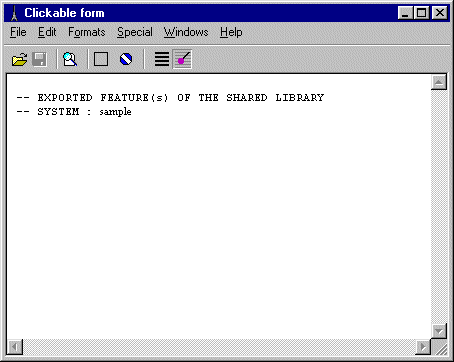 Clickable form
File Edit Formats Special Windows Help
-- EXPORTED FEATURE(s) OF THE SHARED LIBRARY
-- SYSTEM : sample